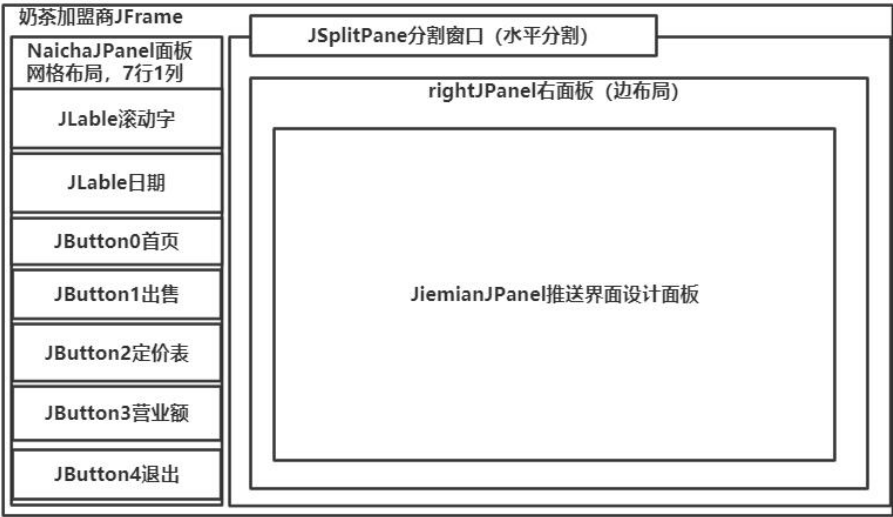 奶茶加盟商JFrame
NaichaJPanel面板
网格布局，7行1列
JLable滚动字
JLable日期
JButton0首页
JButton1出售
JButton2定价表
JButton3营业额
JButton4退出
JSplitPane分割窗口（水平分割）
rightJPanel右面板（边布局）
JiemianJPanel推送界面设计面板